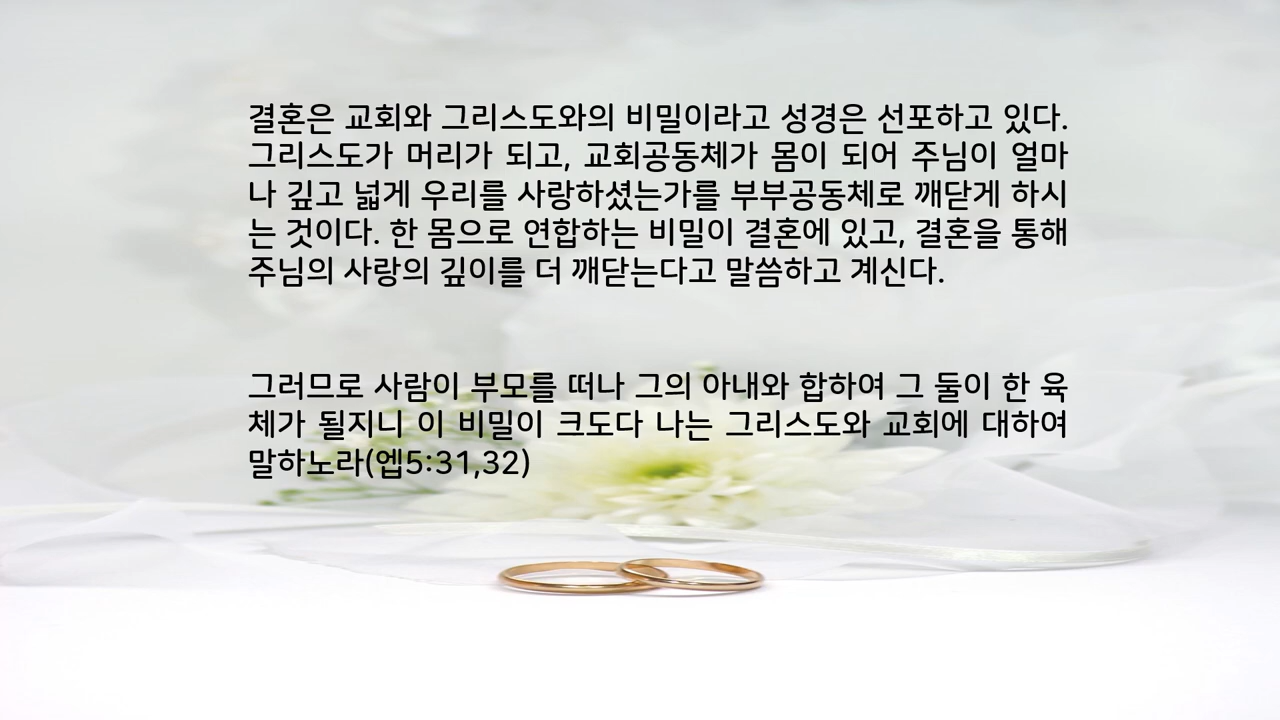 결혼은 교회와 그리스도와의 비밀이라고 성경은 선포하고 있다.
그리스도가 머리가 되고, 교회공동체가 몸이 되어 주님이 얼마
나 깊고 넓게 우리를 사랑하셨는가를 부부공동체로 깨닫게 하시
는 것이다. 한 몸으로 연합하는 비밀이 결혼에 있고, 결혼을 통해
주님의 사랑의 깊이를 더 깨닫는다고 말씀하고 계신다.
그러므로 사람이 부모를 떠나 그의 아내와 합하여 그 둘이 한 육
체가 될지니 이 비밀이 크도다 나는 그리스도와 교회에 대하여
말하노라(엡5:31,32)